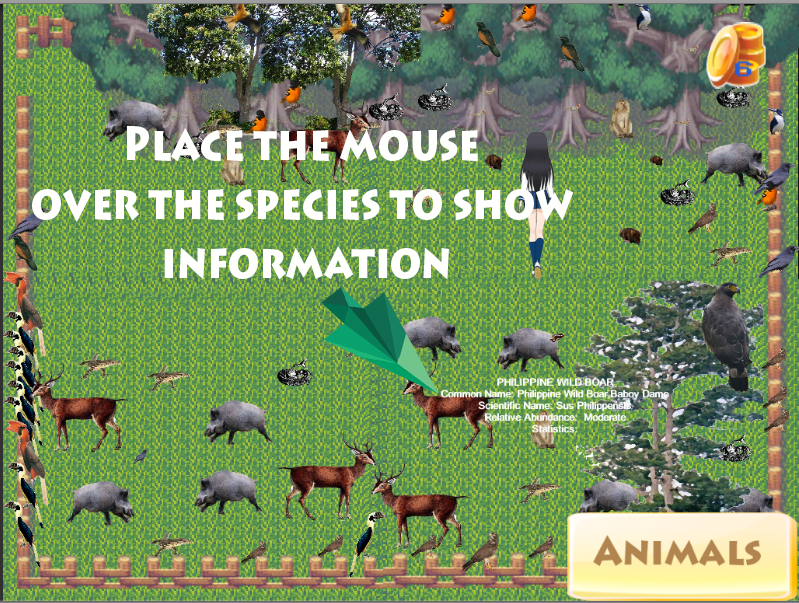 6
PLACE THE MOUSE
OVER THE SPECIES TO SHOW
INFORMATION
PHILIPPINE WILD BOAR
Common Name: Philippine Wild Boar,Baboy Damo
Scientific Name: Sus Philippensis
Relative Abundance: Moderate
Statistics:
ANIMALS